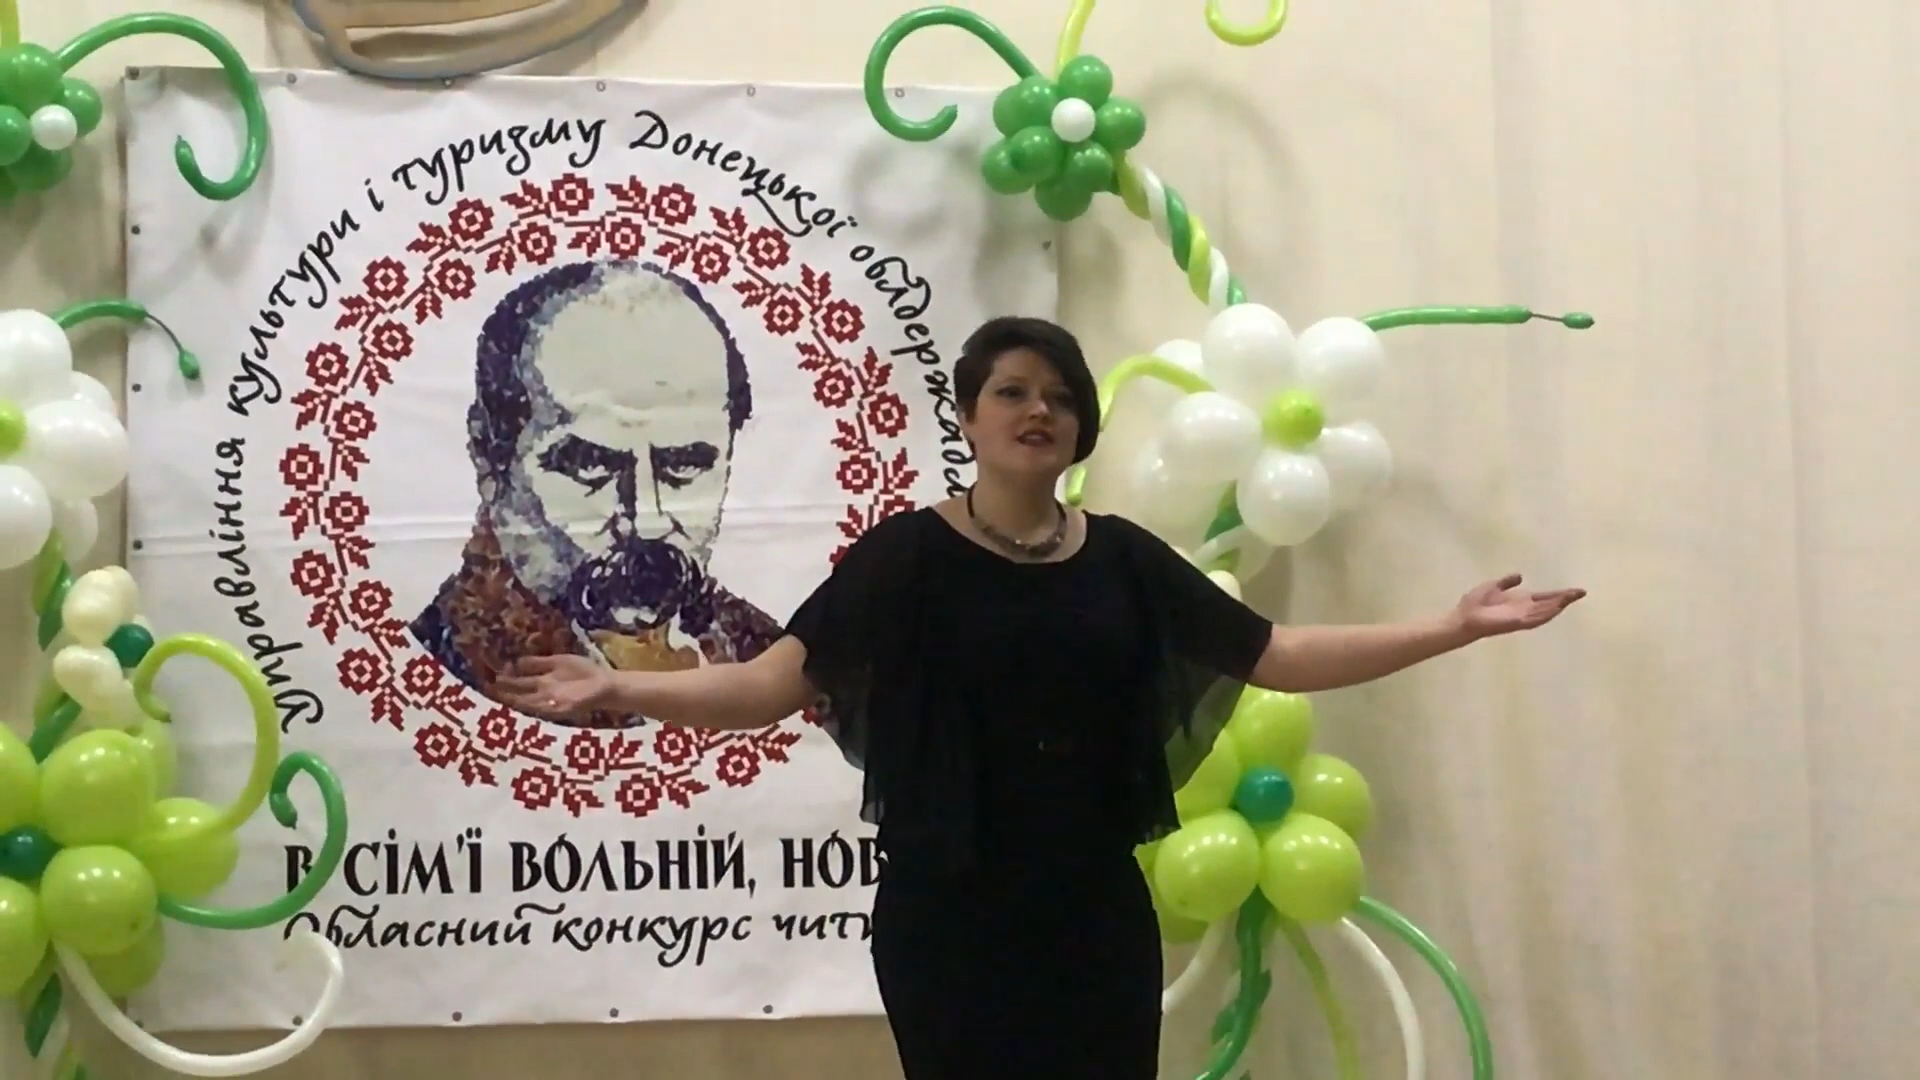 Управління культури і туризму Донецької облдержадм
В СІМ'Ї ВОЛЬНІЙ, НОВ
Обласний конкурс чит